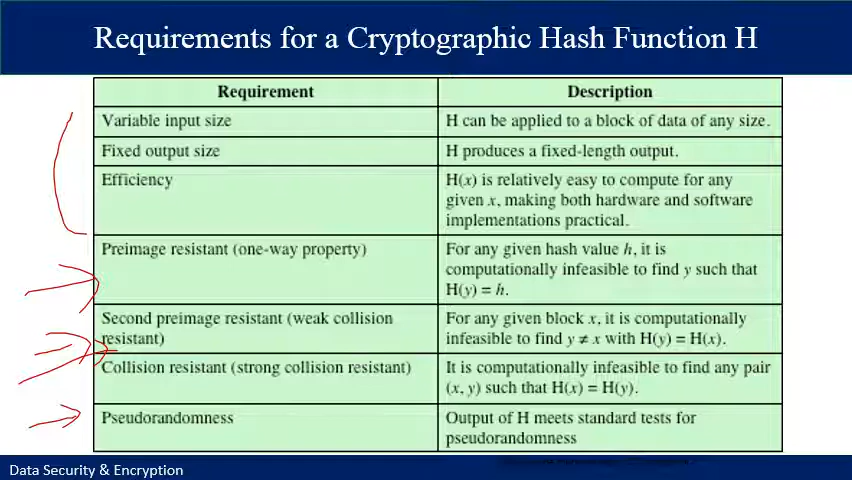 Requirements for a Cryptographic Hash Function H
Requirement Description
Variable input size H can be applied to a block of data of any size.
Fixed output size H produces a fixed-length output.
Efficiency H(x) is relatively easy to compute for any
given x, making both hardware and software
implementations practical.
Preimage resistant (one-way property) For any given hash value h, it is
computationally infeasible to find y such that
H(y) = h.
Second preimage resistant (weak collision For any given block x, it is computationally
resistant) infeasible to find y ≠ x with H(y) = H(x).
Collision resistant (strong collision resistant) It is computationally infeasible to find any pair
(x, y) such that H(x) = H(y).
Pseudorandomness Output of H meets standard tests for
pseudorandomness
Data Security & Encryption